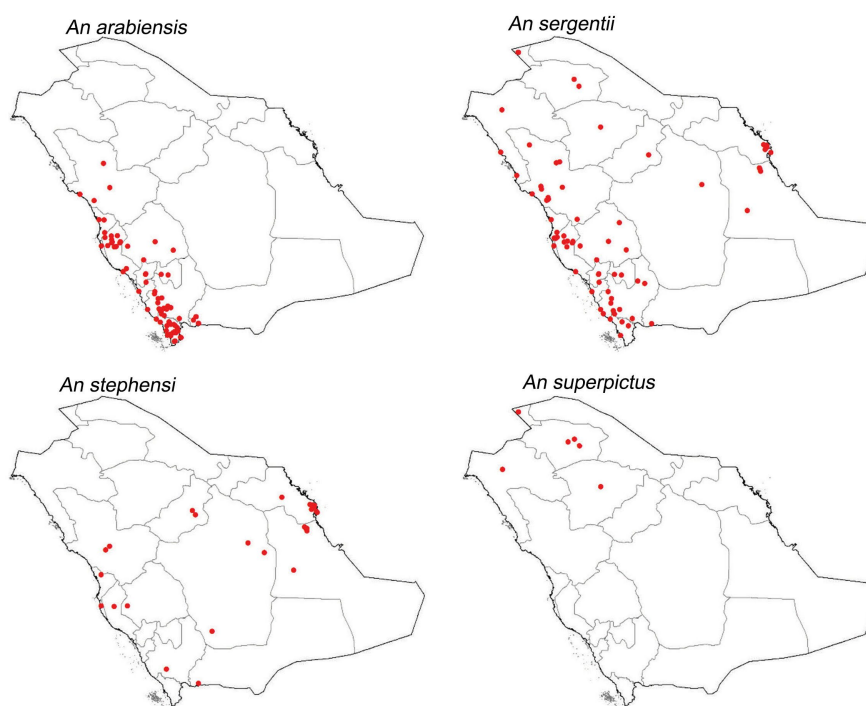 An arabiensis
An sergentii
An stephensi
An superpictus